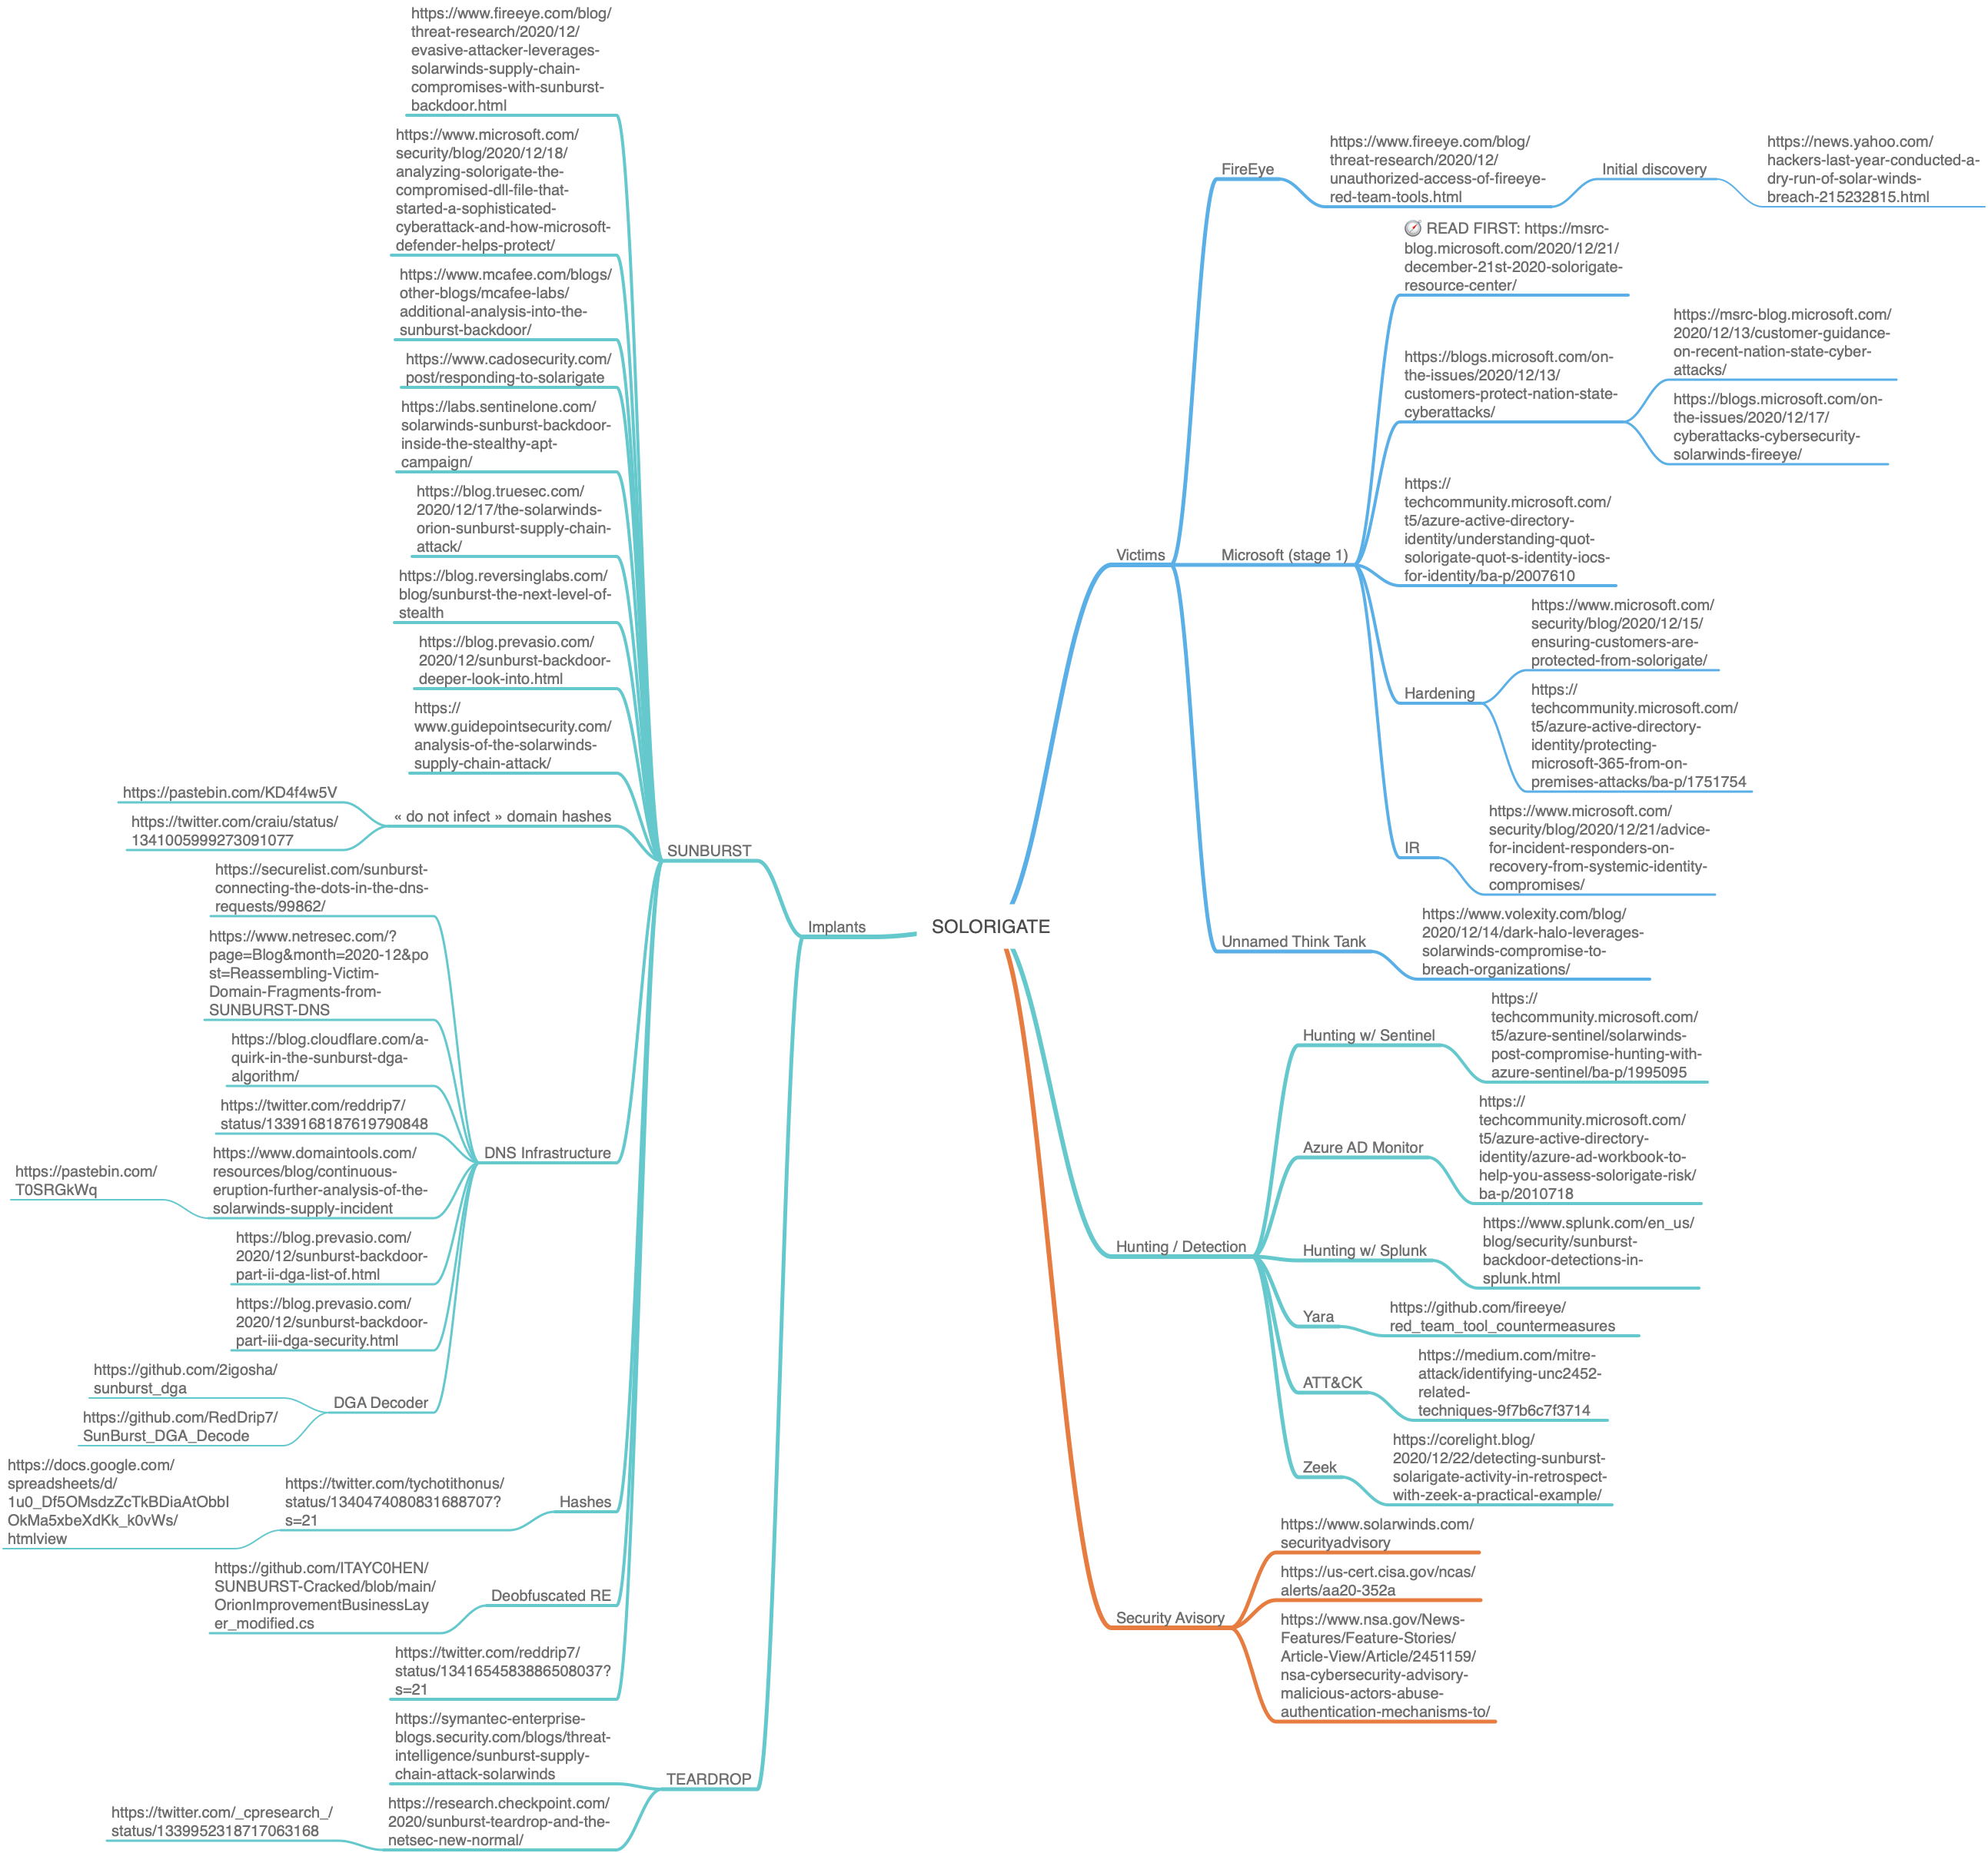 https://www.fireeye.com/blog/
threat-research/2020/12/
evasive-attacker-leverages-
solarwinds-supply-chain-
compromises-with-sunburst-
backdoor.html
https://www.microsoft.com/
security/blog/2020/12/18/
analyzing-solorigate-the-
compromised-dll-file-that-
started-a-sophisticated-
cyberattack-and-how-microsoft-
defender-helps-protect/
https://www.mcafee.com/blogs/
other-blogs/mcafee-labs/
additional-analysis-into-the-
sunburst-backdoor/
https://www.cadosecurity.com/
post/responding-to-solarigate
https://labs.sentinelone.com/
solarwinds-sunburst-backdoor-
inside-the-stealthy-apt-
campaign/
https://blog.truesec.com/
2020/12/17/the-solarwinds-
orion-sunburst-supply-chain-
attack/
https://blog.reversinglabs.com/
blog/sunburst-the-next-level-of-
stealth
https://blog.prevasio.com/
2020/12/sunburst-backdoor-
deeper-look-into.html
https://
www.guidepointsecurity.com/
analysis-of-the-solarwinds-
supply-chain-attack/
https://pastebin.com/KD4f4w5V
https://twitter.com/craiu/status/
1341005999273091077
« do not infect » domain hashes
SUNBURST
https://securelist.com/sunburst-
connecting-the-dots-in-the-dns-
requests/99862/
https://www.netresec.com/?
page=Blog&month=2020-12&po
st=Reassembling-Victim-
Domain-Fragments-from-
SUNBURST-DNS
https://blog.cloudflare.com/a-
quirk-in-the-sunburst-dga-
algorithm/
https://twitter.com/reddrip7/
status/1339168187619790848
https://www.domaintools.com/
resources/blog/continuous-
eruption-further-analysis-of-the-
solarwinds-supply-incident
https://pastebin.com/
T0SRGkWq
DNS Infrastructure
https://blog.prevasio.com/
2020/12/sunburst-backdoor-
part-ii-dga-list-of.html
https://blog.prevasio.com/
2020/12/sunburst-backdoor-
part-iii-dga-security.html
https://github.com/2igosha/
sunburst_dga
https://github.com/RedDrip7/
SunBurst_DGA_Decode
DGA Decoder
https://docs.google.com/
spreadsheets/d/
1u0_Df5OMsdzZcTkBDiaAtObbI
OkMa5xbeXdKk_k0vWs/
htmlview
https://twitter.com/tychotithonus/
status/1340474080831688707?
s=21
Hashes
https://github.com/ITAYC0HEN/
SUNBURST-Cracked/blob/main/
OrionImprovementBusinessLay
er_modified.cs
Deobfuscated RE
https://twitter.com/reddrip7/
status/1341654583886508037?
s=21
https://symantec-enterprise-
blogs.security.com/blogs/threat-
intelligence/sunburst-supply-
chain-attack-solarwinds
TEARDROP
https://research.checkpoint.com/
2020/sunburst-teardrop-and-the-
netsec-new-normal/
https://twitter.com/_cpresearch_/
status/1339952318717063168
Implants
SOLORIGATE
Victims
FireEye
https://www.fireeye.com/blog/
threat-research/2020/12/
unauthorized-access-of-fireeye-
red-team-tools.html
Initial discovery
https://news.yahoo.com/
hackers-last-year-conducted-a-
dry-run-of-solar-winds-
breach-215232815.html
Microsoft (stage 1)
READ FIRST: https://msrc-
blog.microsoft.com/2020/12/21/
december-21st-2020-solorigate-
resource-center/
https://blogs.microsoft.com/on-
the-issues/2020/12/13/
customers-protect-nation-state-
cyberattacks/
https://msrc-blog.microsoft.com/
2020/12/13/customer-guidance-
on-recent-nation-state-cyber-
attacks/
https://blogs.microsoft.com/on-
the-issues/2020/12/17/
cyberattacks-cybersecurity-
solarwinds-fireeye/
https://
techcommunity.microsoft.com/
t5/azure-active-directory-
identity/understanding-quot-
solorigate-quot-s-identity-iocs-
for-identity/ba-p/2007610
Hardening
https://www.microsoft.com/
security/blog/2020/12/15/
ensuring-customers-are-
protected-from-solorigate/
https://
techcommunity.microsoft.com/
t5/azure-active-directory-
identity/protecting-
microsoft-365-from-on-
premises-attacks/ba-p/1751754
IR
https://www.microsoft.com/
security/blog/2020/12/21/advice-
for-incident-responders-on-
recovery-from-systemic-identity-
compromises/
Unnamed Think Tank
https://www.volexity.com/blog/
2020/12/14/dark-halo-leverages-
solarwinds-compromise-to-
breach-organizations/
Hunting / Detection
Hunting w/ Sentinel
https://
techcommunity.microsoft.com/
t5/azure-sentinel/solarwinds-
post-compromise-hunting-with-
azure-sentinel/ba-p/1995095
Azure AD Monitor
https://
techcommunity.microsoft.com/
t5/azure-active-directory-
identity/azure-ad-workbook-to-
help-you-assess-solorigate-risk/
ba-p/2010718
Hunting w/ Splunk
https://www.splunk.com/en_us/
blog/security/sunburst-
backdoor-detections-in-
splunk.html
Yara
https://github.com/fireeye/
red_team_tool_countermeasures
ATT&CK
https://medium.com/mitre-
attack/identifying-unc2452-
related-
techniques-9f7b6c7f3714
Zeek
https://corelight.blog/
2020/12/22/detecting-sunburst-
solarigate-activity-in-retrospect-
with-zeek-a-practical-example/
Security Avisory
https://www.solarwinds.com/
securityadvisory
https://us-cert.cisa.gov/ncas/
alerts/aa20-352a
https://www.nsa.gov/News-
Features/Feature-Stories/
Article-View/Article/2451159/
nsa-cybersecurity-advisory-
malicious-actors-abuse-
authentication-mechanisms-to/